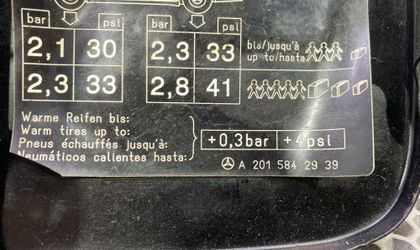 bar psi bar psi
2,1 30 2,3 33 bis/jusqu'à
up to/hasta
2,3 33 2,8 41
Warme Reifen bis:
Warm tires up to:
Pneus échauffés jusqu'à:
Neumáticos calientes hasta:
+0,3bar +4psi
A 201 584 29 39